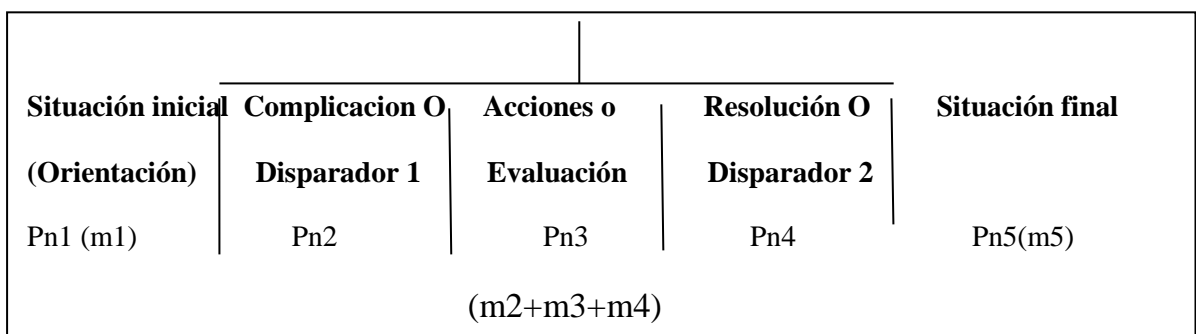 Situación inicial Complicacion O Acciones o Resolución O Situación final
(Orientación) Disparador 1 Evaluación Disparador 2
Pn1 (m1) Pn2 Pn3 Pn4 Pn5(m5)
(m2+m3+m4)